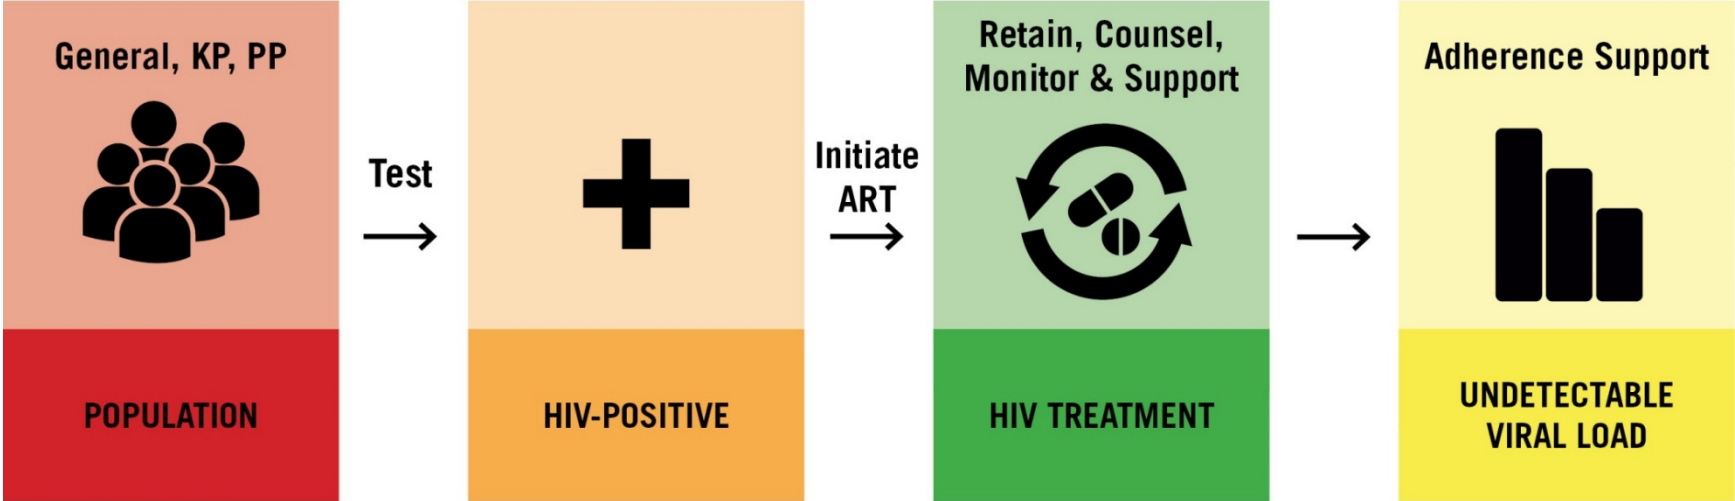 General, KP, PP
POPULATION
Test
HIV-POSITIVE
Initiate
ART
Retain, Counsel,
Monitor & Support
HIV TREATMENT
Adherence Support
UNDETECTABLE
VIRAL LOAD